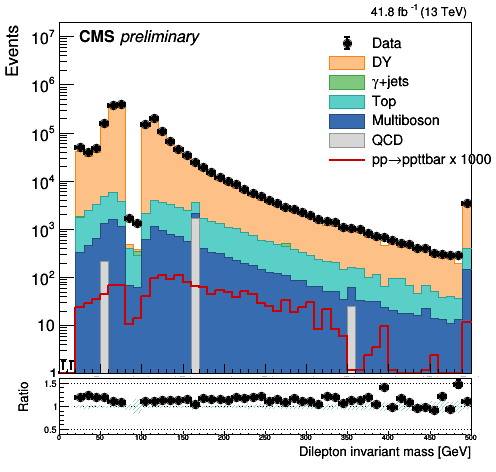 41.8 fb⁻¹ (13 TeV)
CMS preliminary
Events
10⁷
10⁶
10⁵
10⁴
10³
10²
10
1
Data
DY
γ+jets
Top
Multiboson
QCD
pp→ppttbar x 1000
Ratio
1.5
1
0.5
0 50 100 150 200 250 300 350 400 450 500
Dilepton invariant mass [GeV]